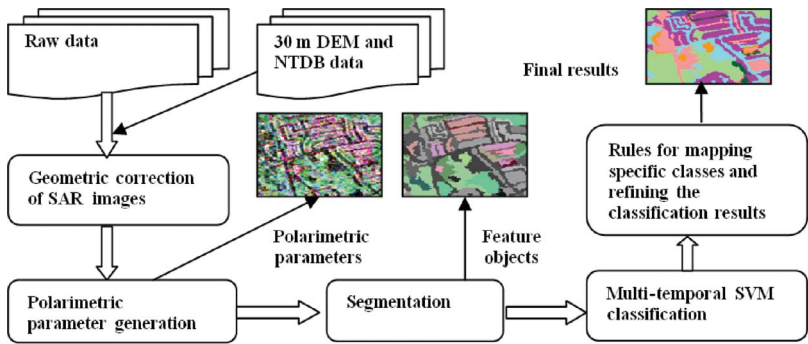 Raw data
30 m DEM and
NTDB data
Final results
Geometric correction
of SAR images
Rules for mapping
specific classes and
refining the
classification results
Polarimetric
parameters
Feature
objects
Polarimetric
parameter generation
Segmentation
Multi-temporal SVM
classification